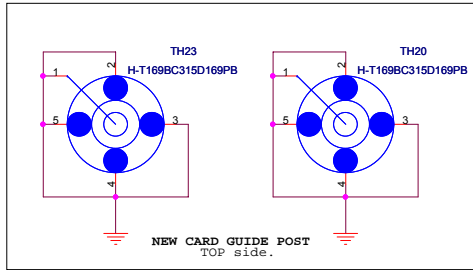 TH23
H-T169BC315D169PB
2
1
5
3
4
TH20
H-T169BC315D169PB
2
1
5
3
4
NEW CARD GUIDE POST
TOP side.